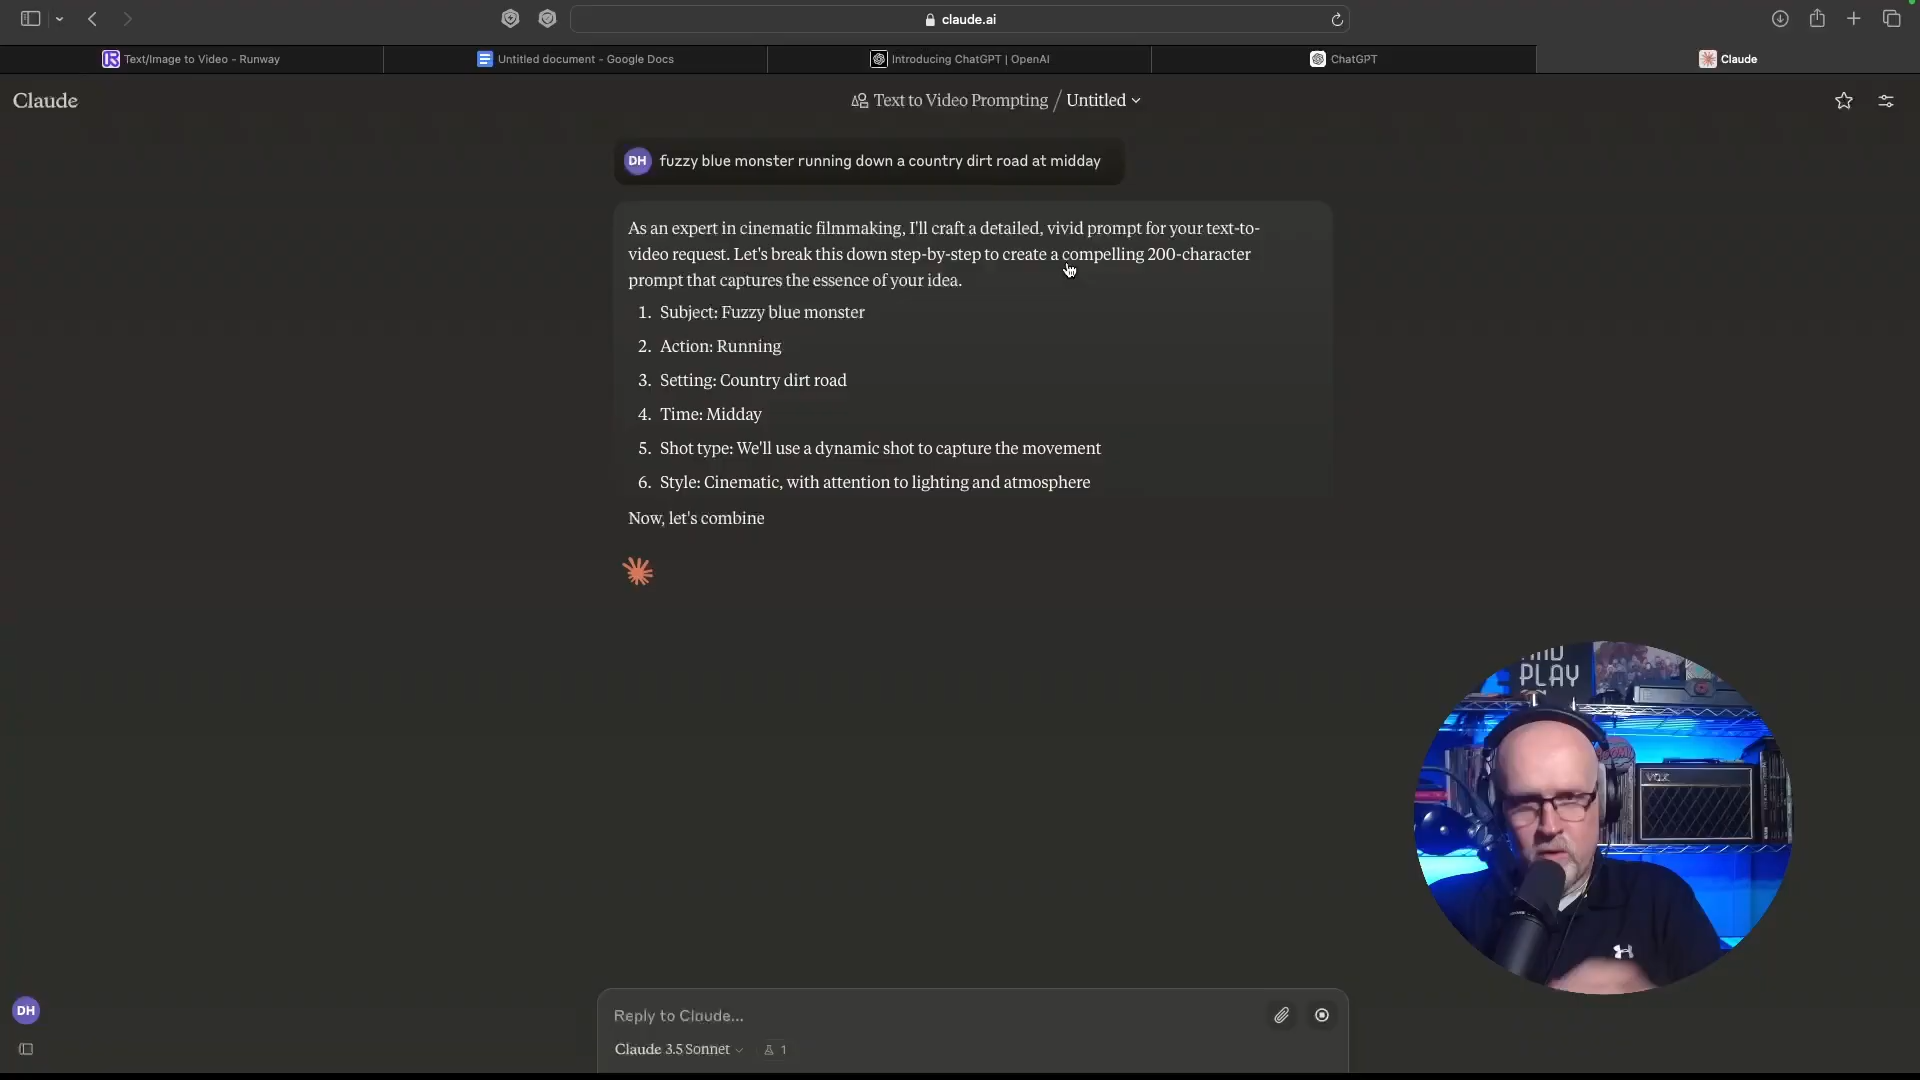 claude.ai
Text/Image to Video - Runway
Untitled document - Google Docs
Introducing ChatGPT | OpenAI
ChatGPT
Claude
Claude
Text to Video Prompting / Untitled
DH
fuzzy blue monster running down a country dirt road at midday
As an expert in cinematic filmmaking, I'll craft a detailed, vivid prompt for your text-to-
video request. Let's break this down step-by-step to create a compelling 200-character
prompt that captures the essence of your idea.
1. Subject: Fuzzy blue monster
2. Action: Running
3. Setting: Country dirt road
4. Time: Midday
5. Shot type: We'll use a dynamic shot to capture the movement
6. Style: Cinematic, with attention to lighting and atmosphere
Now, let's combine
PLAY
VOX
DH
Reply to Claude...
Claude 3.5 Sonnet
1